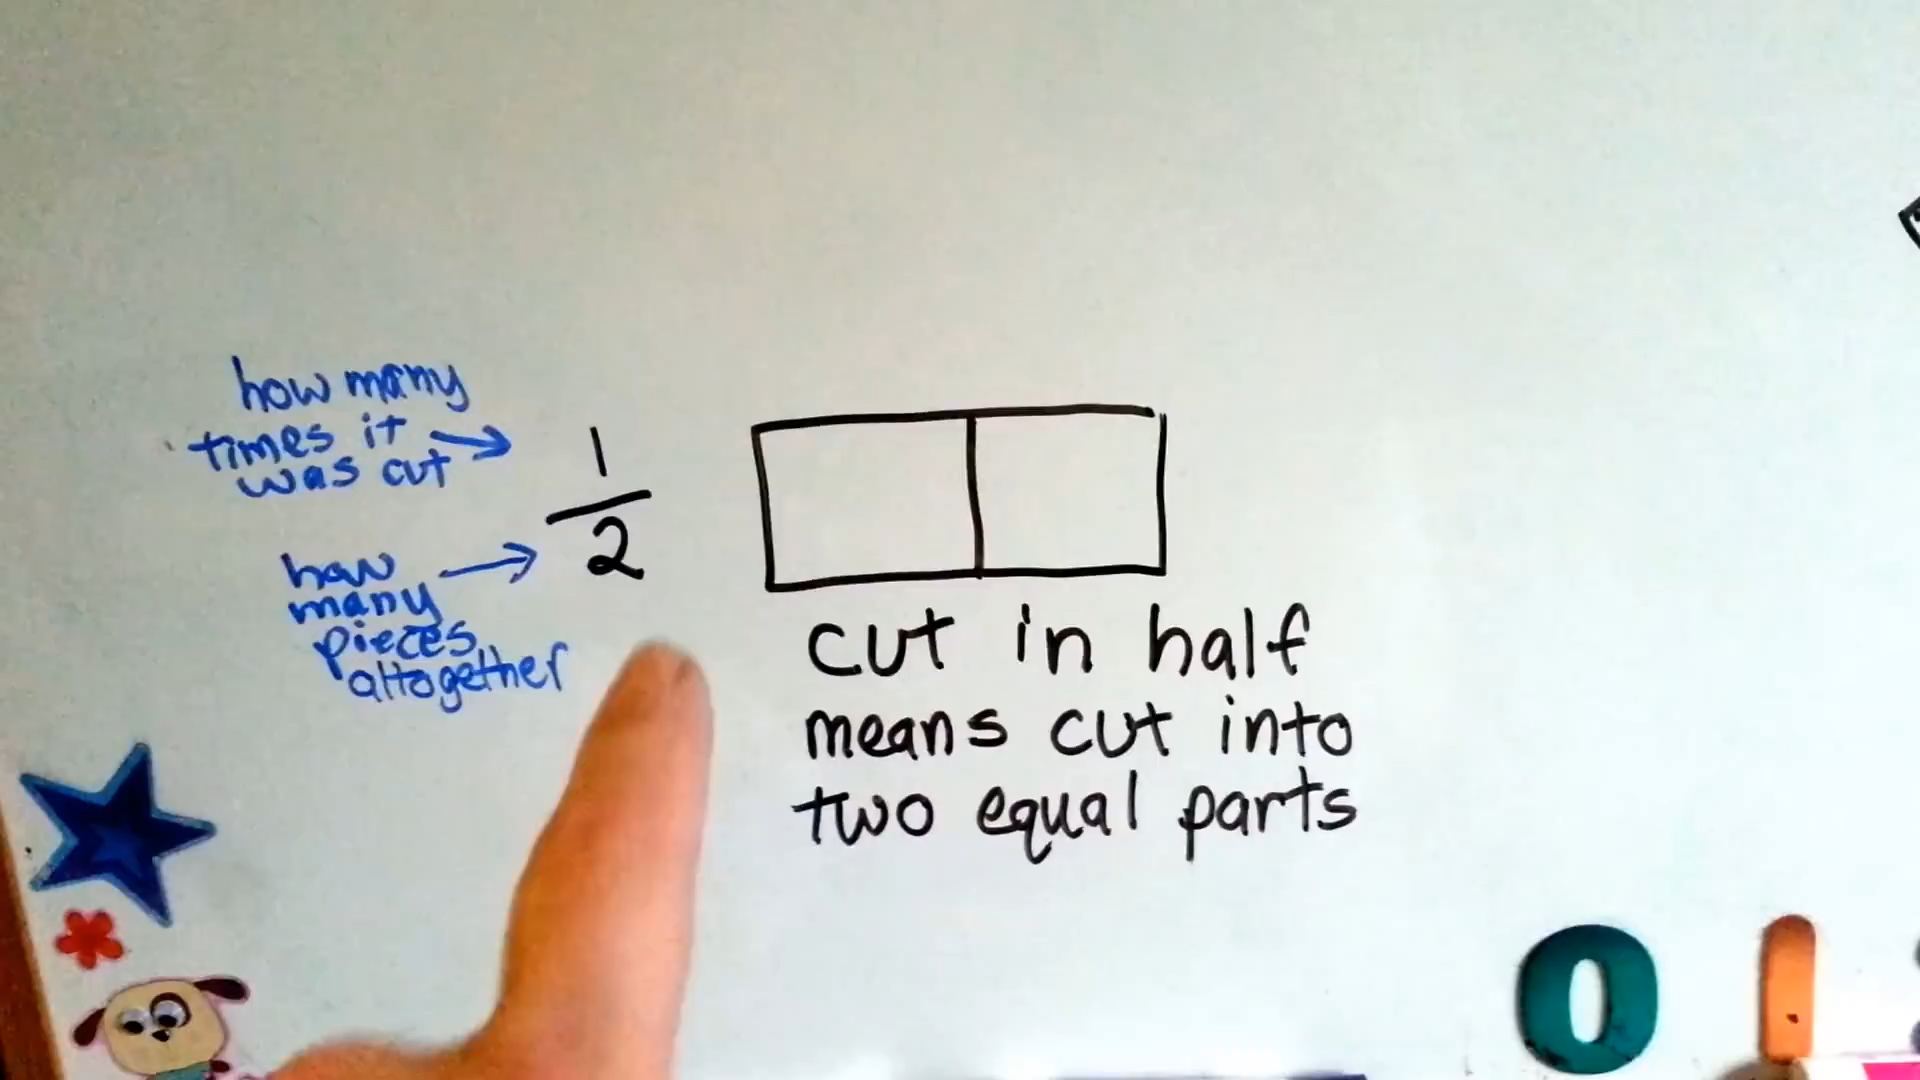 how many
times it
was cut
1
2
how
many
pieces
altogether
cut in half
means cut into
two equal parts
0